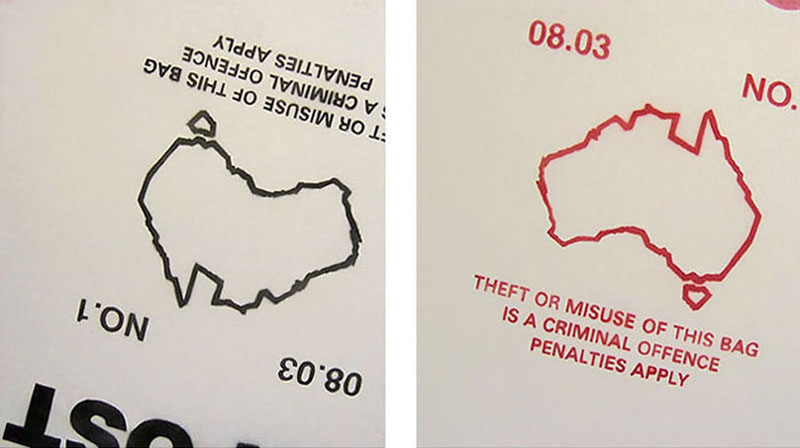 OST
08.03
NO.1
FT OR MISUSE OF THIS BAG
S A CRIMINAL OFFENCE
PENALTIES APPLY
08.03
NO.
THEFT OR MISUSE OF THIS BAG
IS A CRIMINAL OFFENCE
PENALTIES APPLY